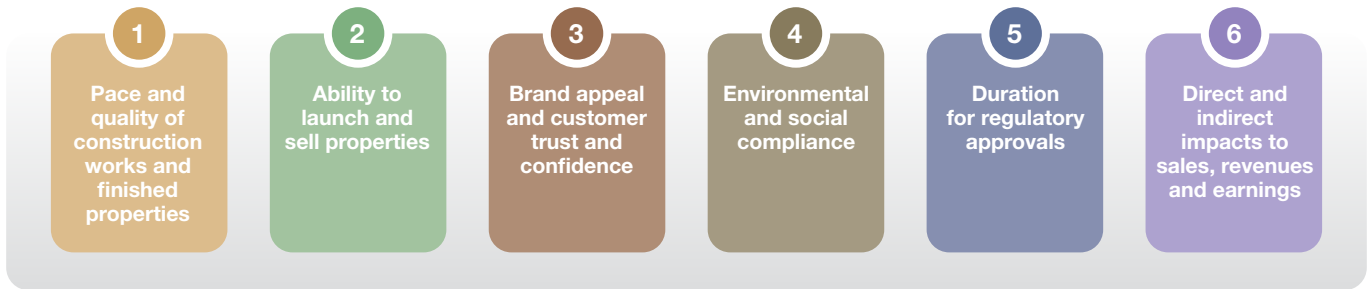 1
Pace and
quality of
construction
works and
finished
properties
2
Ability to
launch and
sell properties
3
Brand appeal
and customer
trust and
confidence
4
Environmental
and social
compliance
5
Duration
for regulatory
approvals
6
Direct and
indirect
impacts to
sales, revenues
and earnings